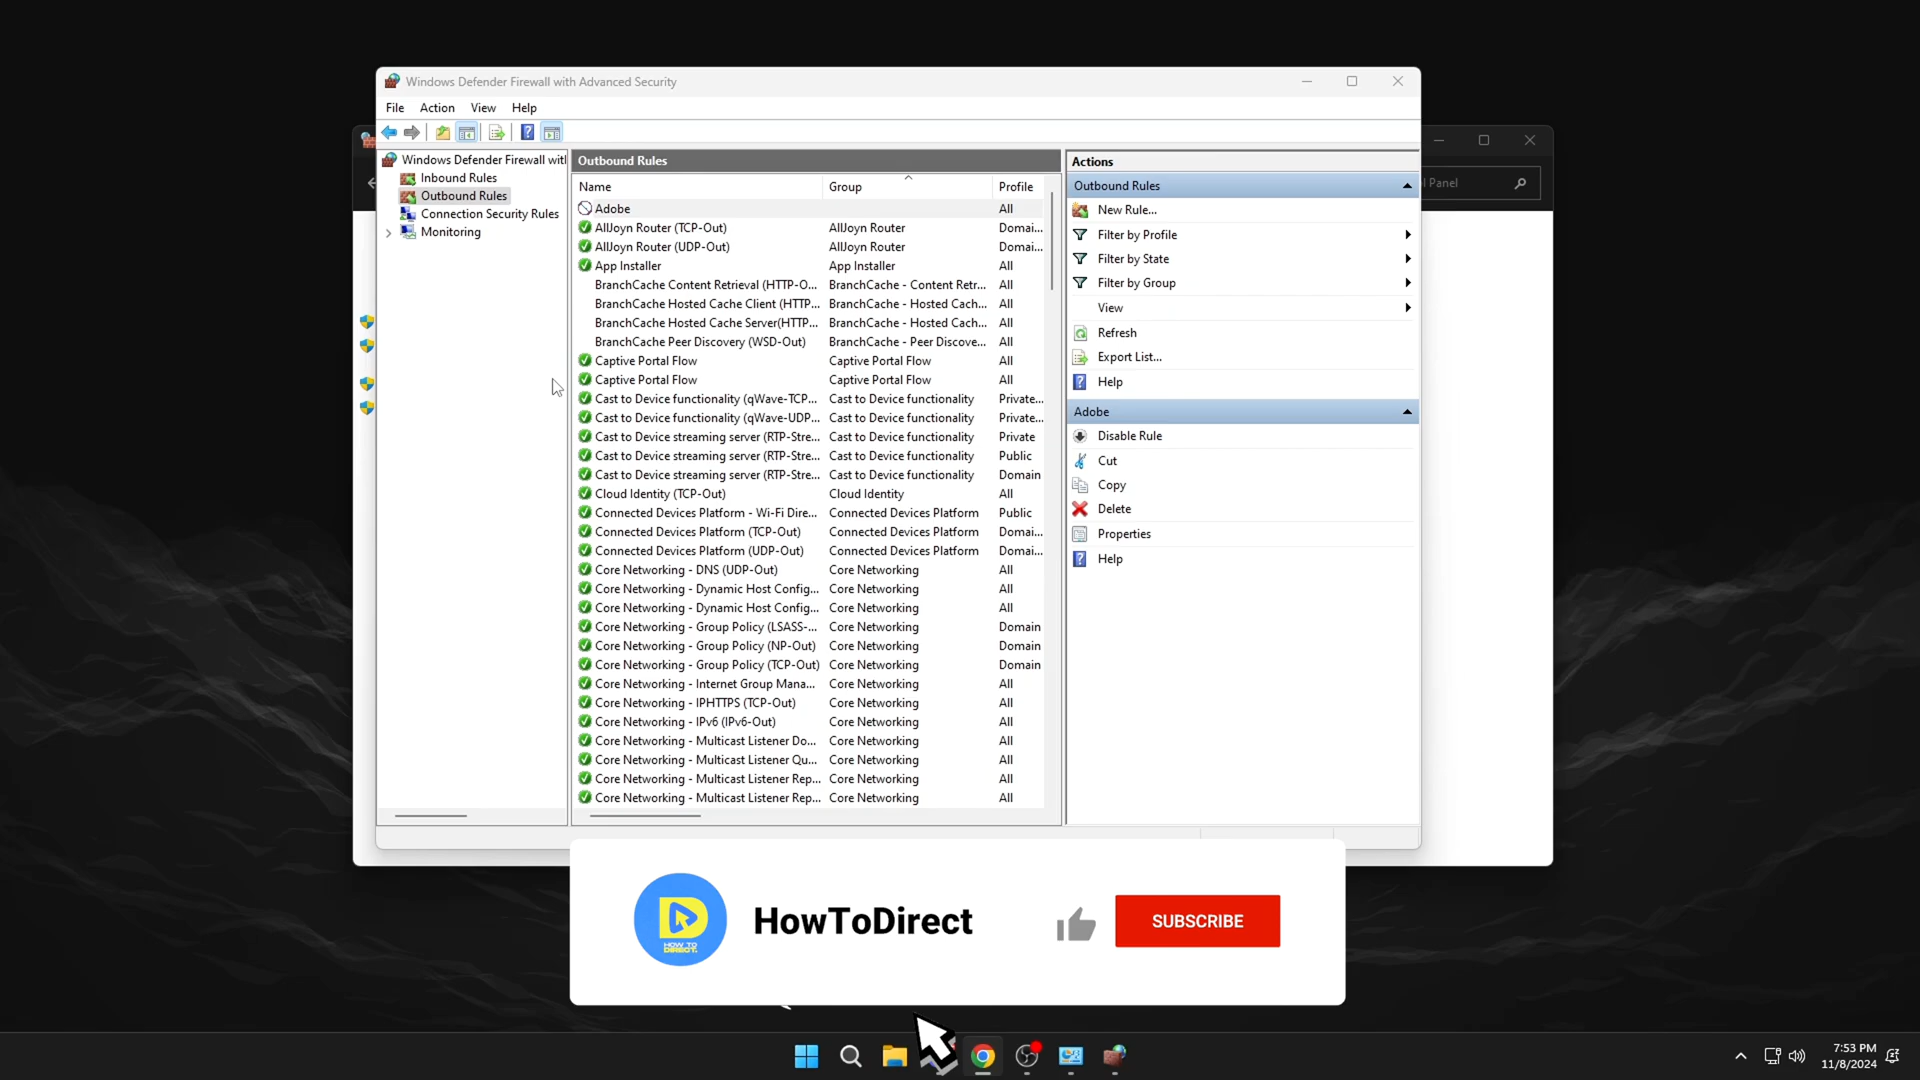 Windows Defender Firewall with Advanced Security
File Action View Help
Windows Defender Firewall with
Inbound Rules
Outbound Rules
Connection Security Rules
Monitoring
Outbound Rules
Name Group Profile
Adobe All
AllJoyn Router (TCP-Out) AllJoyn Router Domai...
AllJoyn Router (UDP-Out) AllJoyn Router Domai...
App Installer App Installer All
BranchCache Content Retrieval (HTTP-O... BranchCache - Content Retr... All
BranchCache Hosted Cache Client (HTTP... BranchCache - Hosted Cach... All
BranchCache Hosted Cache Server(HTTP... BranchCache - Hosted Cach... All
BranchCache Peer Discovery (WSD-Out) BranchCache - Peer Discove... All
Captive Portal Flow Captive Portal Flow All
Captive Portal Flow Captive Portal Flow All
Cast to Device functionality (qWave-TCP... Cast to Device functionality Private...
Cast to Device functionality (qWave-UDP... Cast to Device functionality Private...
Cast to Device streaming server (RTP-Stre... Cast to Device functionality Private
Cast to Device streaming server (RTP-Stre... Cast to Device functionality Public
Cast to Device streaming server (RTP-Stre... Cast to Device functionality Domain
Cloud Identity (TCP-Out) Cloud Identity All
Connected Devices Platform - Wi-Fi Dire... Connected Devices Platform Public
Connected Devices Platform (TCP-Out) Connected Devices Platform Domai...
Connected Devices Platform (UDP-Out) Connected Devices Platform Domai...
Core Networking - DNS (UDP-Out) Core Networking All
Core Networking - Dynamic Host Config... Core Networking All
Core Networking - Dynamic Host Config... Core Networking All
Core Networking - Group Policy (LSASS-... Core Networking Domain
Core Networking - Group Policy (NP-Out) Core Networking Domain
Core Networking - Group Policy (TCP-Out) Core Networking Domain
Core Networking - Internet Group Mana... Core Networking All
Core Networking - IPHTTPS (TCP-Out) Core Networking All
Core Networking - IPv6 (IPv6-Out) Core Networking All
Core Networking - Multicast Listener Do... Core Networking All
Core Networking - Multicast Listener Qu... Core Networking All
Core Networking - Multicast Listener Rep... Core Networking All
Core Networking - Multicast Listener Rep... Core Networking All
Actions
Outbound Rules
New Rule...
Filter by Profile
Filter by State
Filter by Group
View
Refresh
Export List...
Help
Adobe
Disable Rule
Cut
Copy
Delete
Properties
Help
l Panel
HOW TO
DIRECT.
HowToDirect
SUBSCRIBE
7:53 PM
11/8/2024